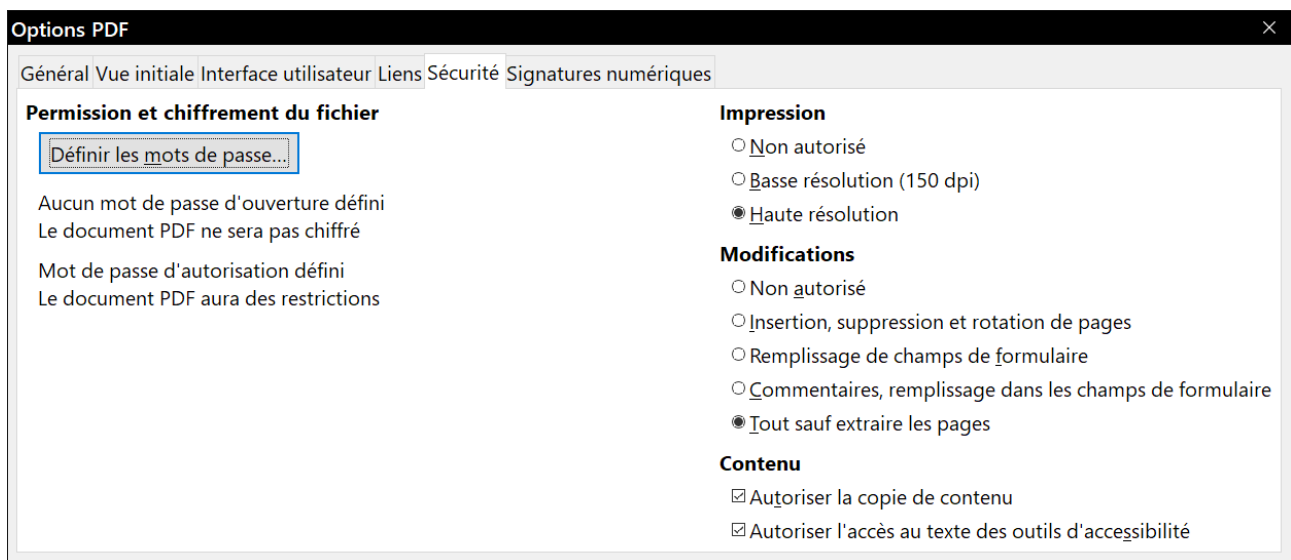 Options PDF
Général Vue initiale Interface utilisateur Liens Sécurité Signatures numériques
Permission et chiffrement du fichier
Définir les mots de passe...
Aucun mot de passe d'ouverture défini
Le document PDF ne sera pas chiffré
Mot de passe d'autorisation défini
Le document PDF aura des restrictions
Impression
Non autorisé
Basse résolution (150 dpi)
Haute résolution
Modifications
Non autorisé
Insertion, suppression et rotation de pages
Remplissage de champs de formulaire
Commentaires, remplissage dans les champs de formulaire
Tout sauf extraire les pages
Contenu
Autoriser la copie de contenu
Autoriser l'accès au texte des outils d'accessibilité